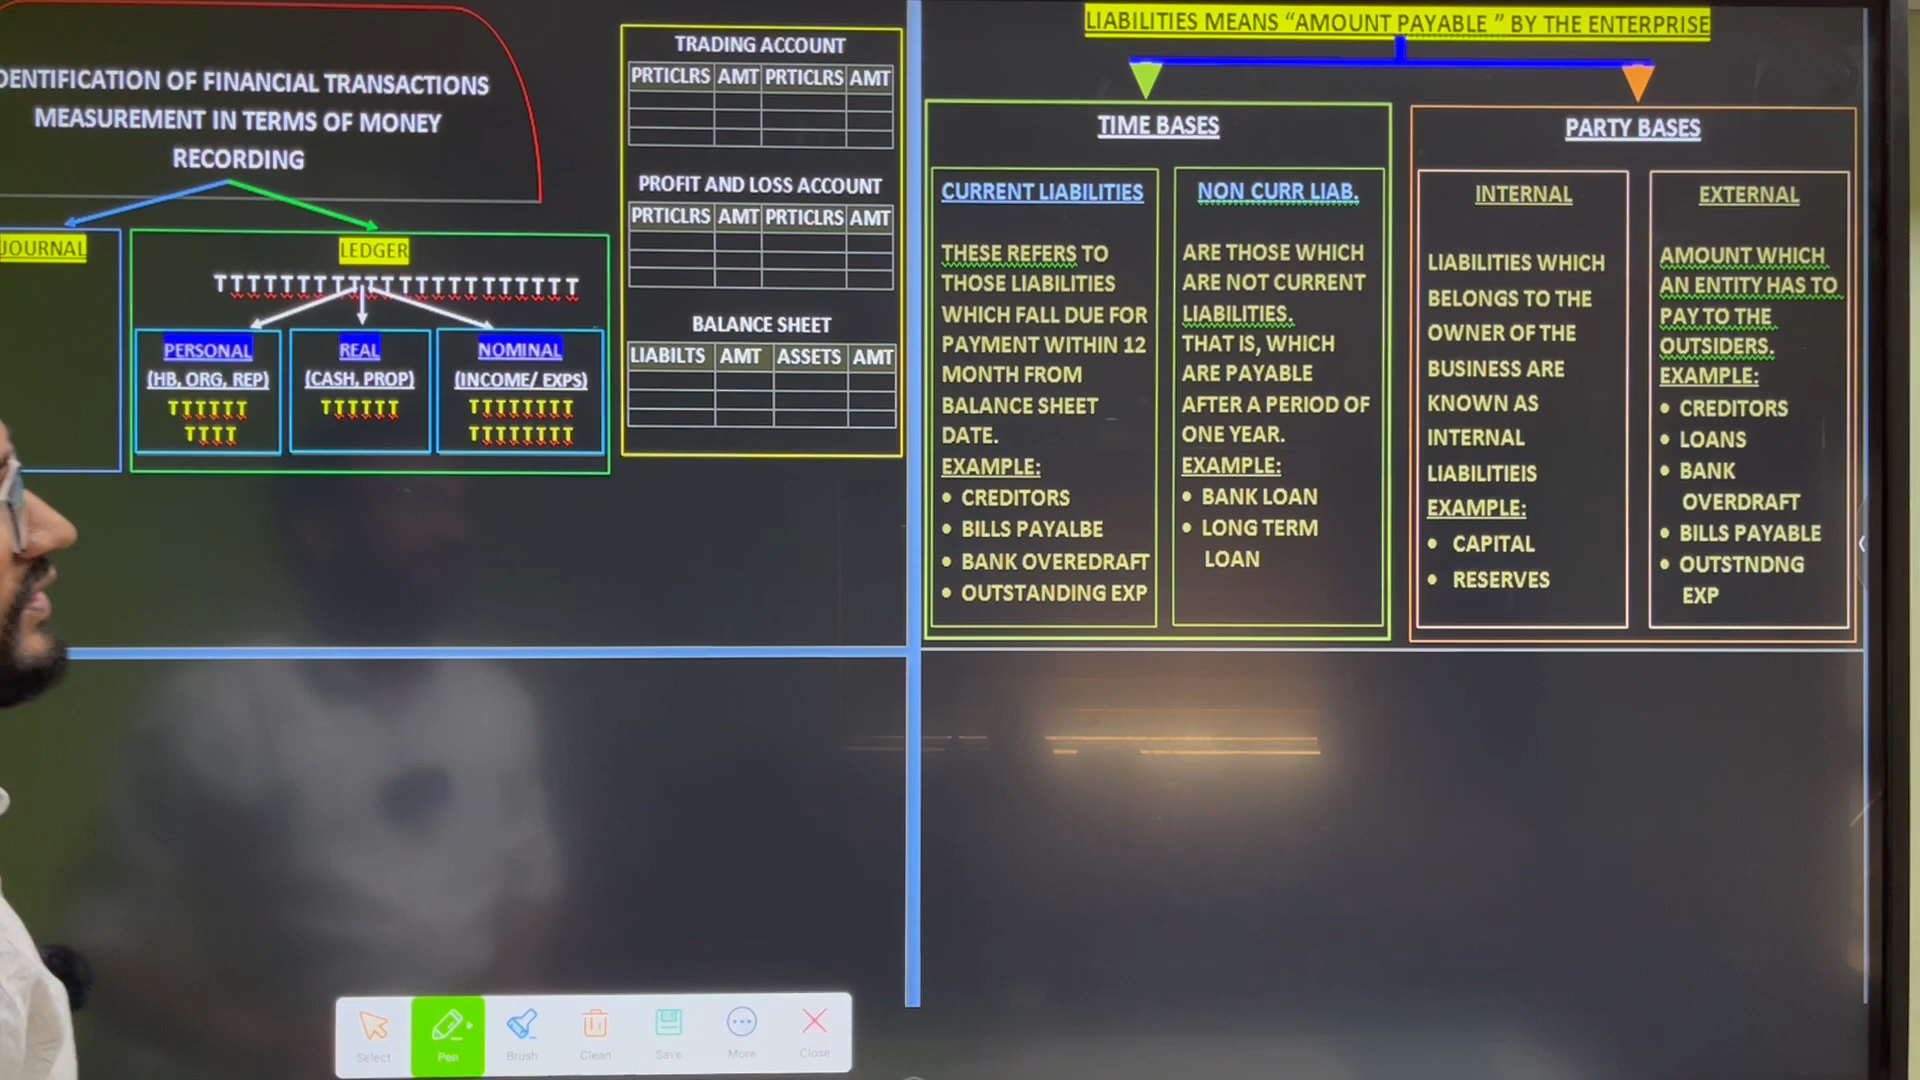 DENTIFICATION OF FINANCIAL TRANSACTIONS
MEASUREMENT IN TERMS OF MONEY
RECORDING
JOURNAL
LEDGER
TTTTTTTTTTTTTTTTTTTTTT
PERSONAL
(HB, ORG, REP)
TTTTTT
TTTT
REAL
(CASH, PROP)
TTTTTT
NOMINAL
(INCOME/ EXPS)
TTTTTTTT
TTTTTTTT
TRADING ACCOUNT
PRTICLRS AMT PRTICLRS AMT
PROFIT AND LOSS ACCOUNT
PRTICLRS AMT PRTICLRS AMT
BALANCE SHEET
LIABILTS AMT ASSETS AMT
LIABILITIES MEANS “AMOUNT PAYABLE ” BY THE ENTERPRISE
TIME BASES
CURRENT LIABILITIES
THESE REFERS TO
THOSE LIABILITIES
WHICH FALL DUE FOR
PAYMENT WITHIN 12
MONTH FROM
BALANCE SHEET
DATE.
EXAMPLE:
• CREDITORS
• BILLS PAYALBE
• BANK OVEREDRAFT
• OUTSTANDING EXP
NON CURR LIAB.
ARE THOSE WHICH
ARE NOT CURRENT
LIABILITIES.
THAT IS, WHICH
ARE PAYABLE
AFTER A PERIOD OF
ONE YEAR.
EXAMPLE:
• BANK LOAN
• LONG TERM
LOAN
PARTY BASES
INTERNAL
LIABILITIES WHICH
BELONGS TO THE
OWNER OF THE
BUSINESS ARE
KNOWN AS
INTERNAL
LIABILITIEIS
EXAMPLE:
• CAPITAL
• RESERVES
EXTERNAL
AMOUNT WHICH
AN ENTITY HAS TO
PAY TO THE
OUTSIDERS.
EXAMPLE:
• CREDITORS
• LOANS
• BANK
OVERDRAFT
• BILLS PAYABLE
• OUTSTNDNG
EXP
Select Pen Brush Clean Save More Close